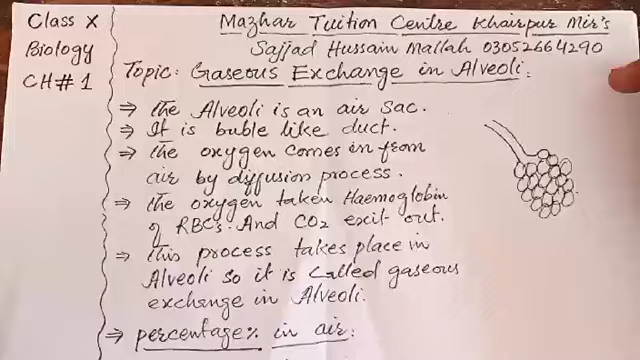 Class X
Biology
CH# 1
Mazhar Tuition Centre Khairpur Mir's
Sajjad Hussain Mallah 03052664290
Topic: Gaseous Exchange in Alveoli.
⇒ the Alveoli is an air sac.
⇒ It is buble like duct.
⇒ the oxygen comes in from
air by diffusion process.
⇒ the oxygen taken Haemoglobin
of RBCs. And CO2 exit out.
⇒ this process takes place in
Alveoli so it is called gaseous
exchange in Alveoli.
⇒ percentage% in air: